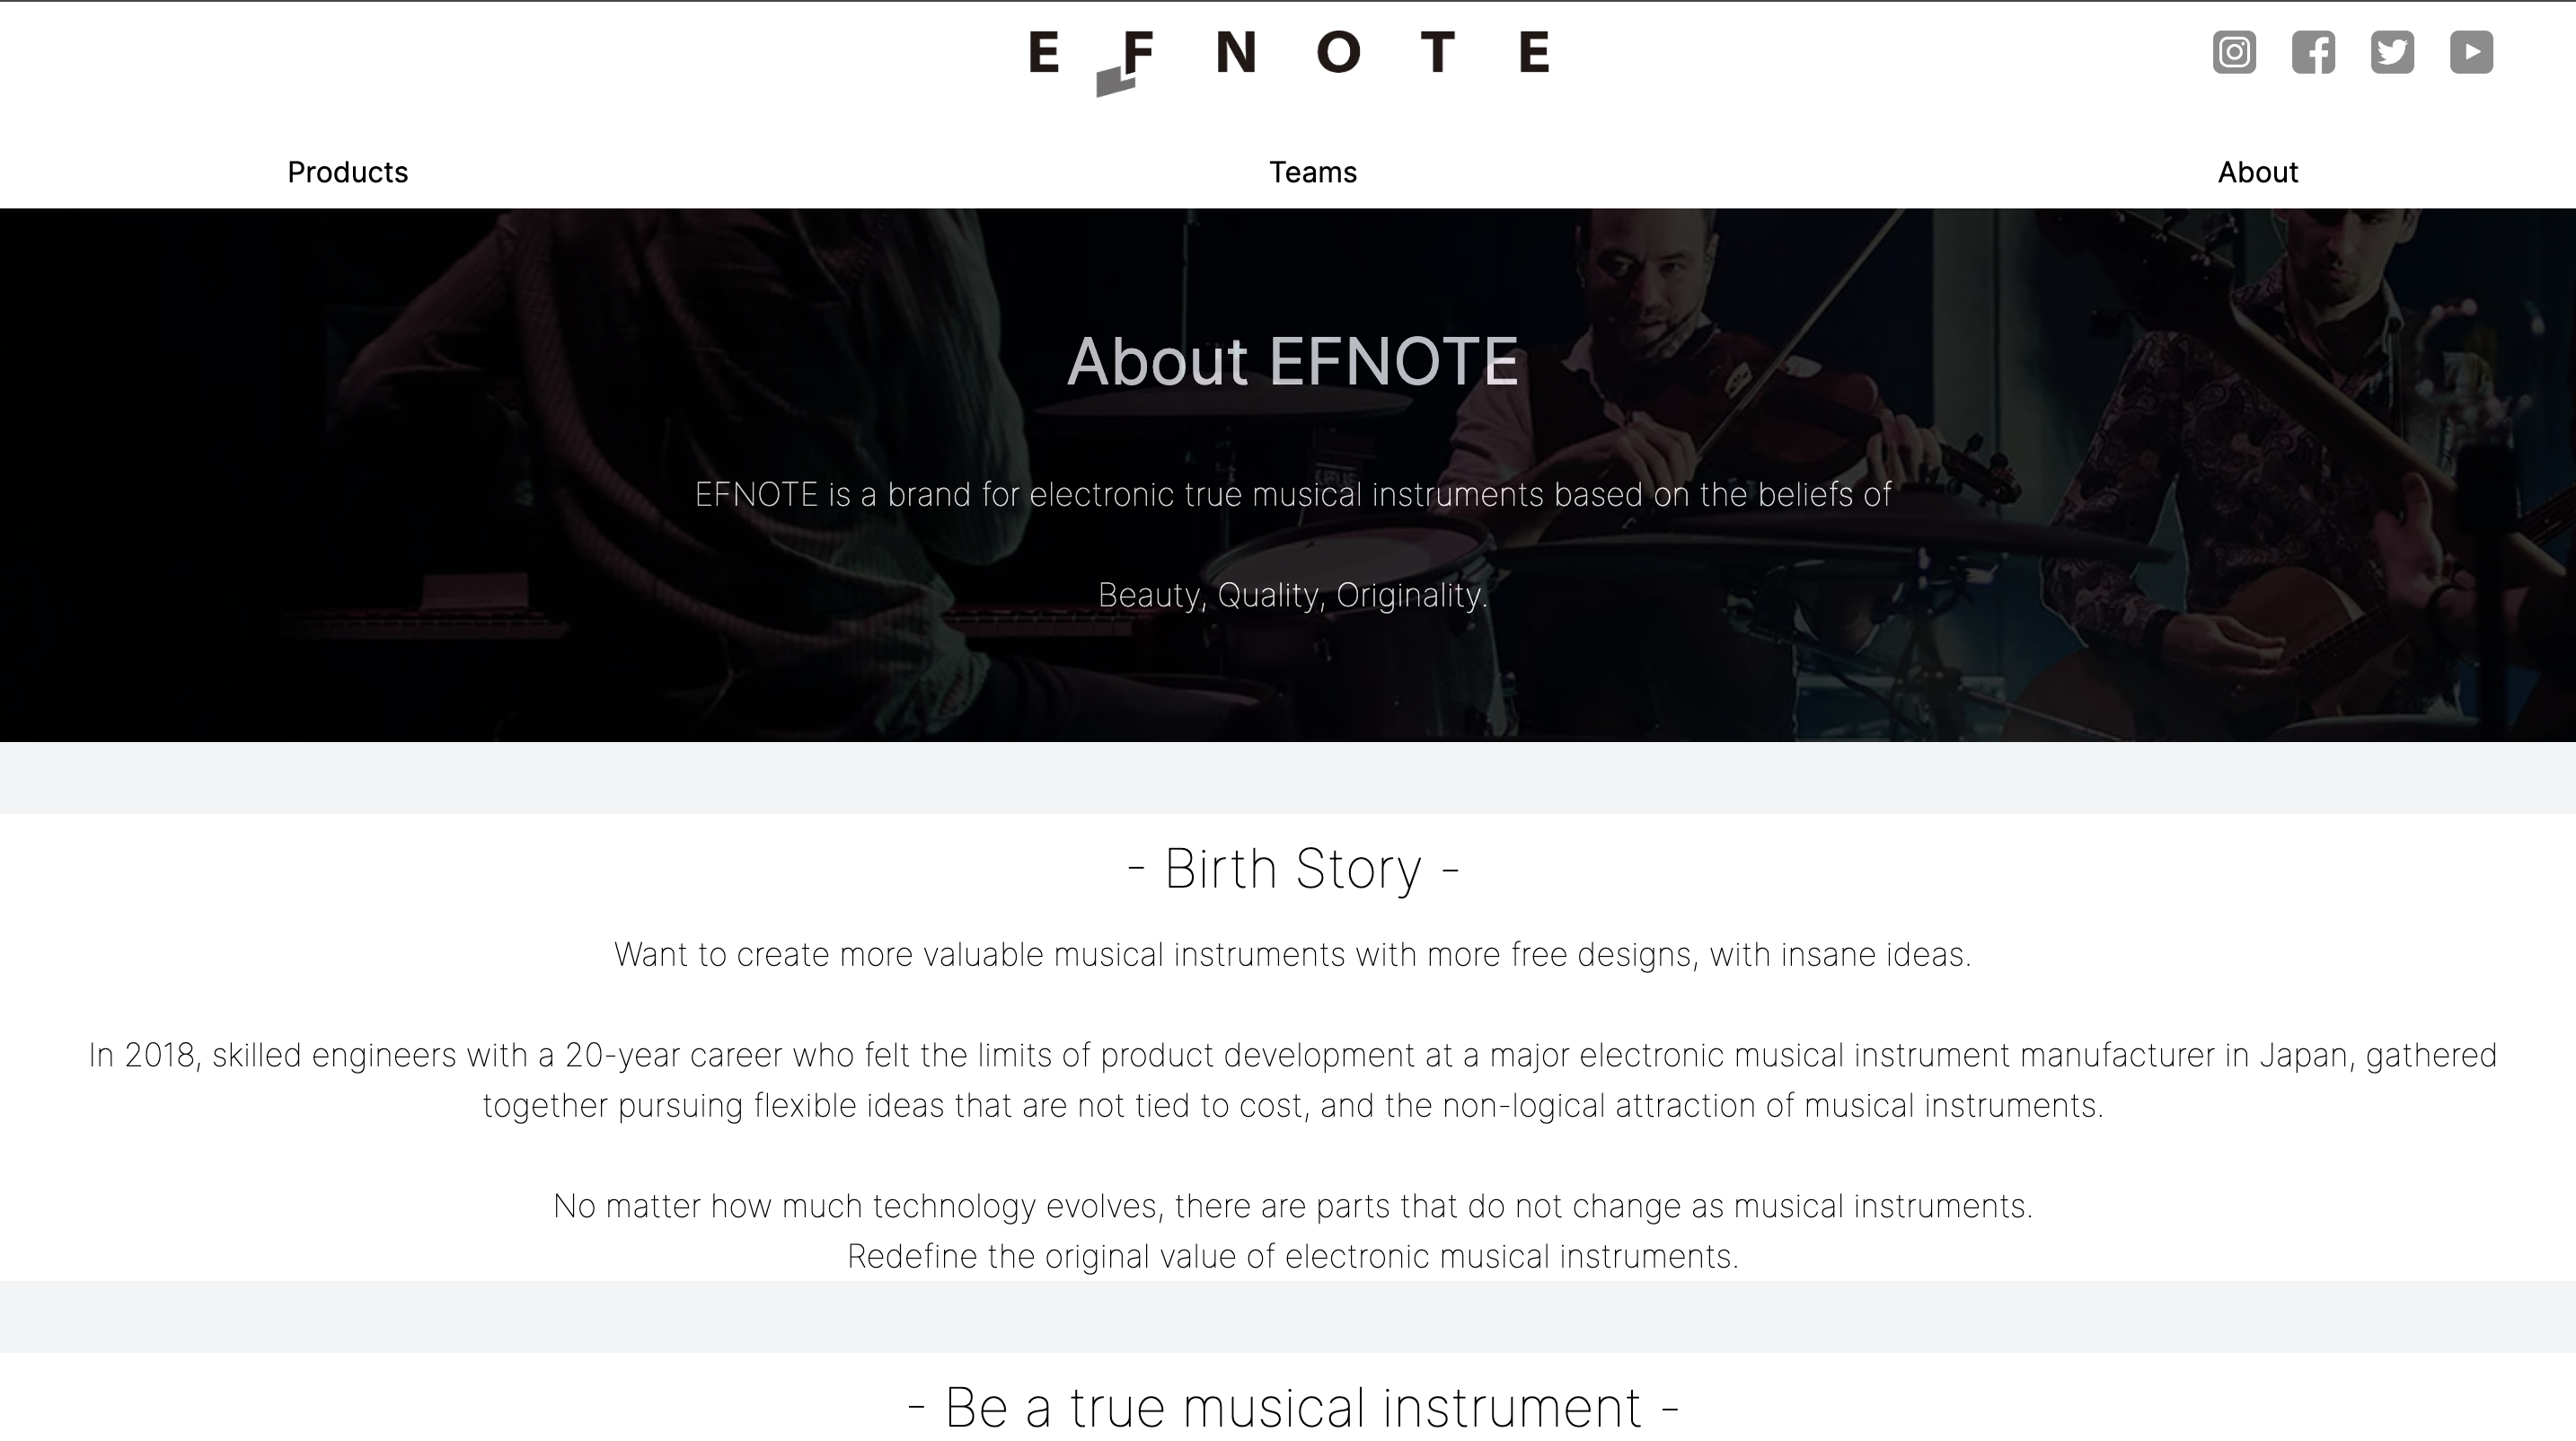 EFNOTE
Products
Teams
About
About EFNOTE
EFNOTE is a brand for electronic true musical instruments based on the beliefs of
Beauty, Quality, Originality.
- Birth Story -
Want to create more valuable musical instruments with more free designs, with insane ideas.
In 2018, skilled engineers with a 20-year career who felt the limits of product development at a major electronic musical instrument manufacturer in Japan, gathered
together pursuing flexible ideas that are not tied to cost, and the non-logical attraction of musical instruments.
No matter how much technology evolves, there are parts that do not change as musical instruments.
Redefine the original value of electronic musical instruments.
- Be a true musical instrument -